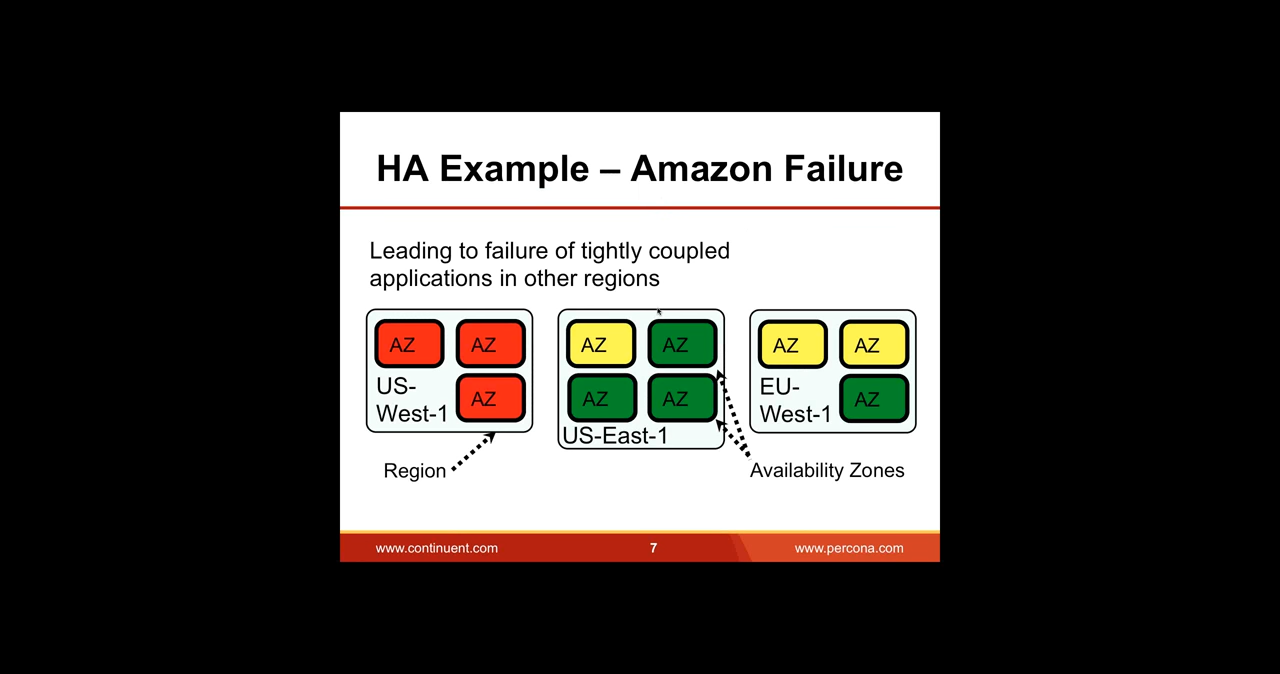 HA Example – Amazon Failure
Leading to failure of tightly coupled
applications in other regions
AZ AZ
US-
West-1
AZ
AZ AZ
AZ AZ
US-East-1
AZ AZ
EU-
West-1
AZ
Region
Availability Zones
www.continuent.com
7
www.percona.com